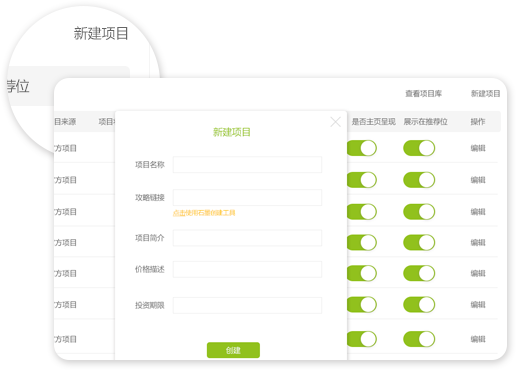 新建项目
荐位
查看项目库 新建项目
目来源 项目 是否主页呈现 展示在推荐位 操作
新建项目
方项目 编辑
项目名称
方项目 编辑
攻略链接
点击使用石墨创建工具
方项目 编辑
项目简介
方项目 编辑
价格描述
方项目 编辑
投资期限
方项目 编辑
方项目 编辑
创建